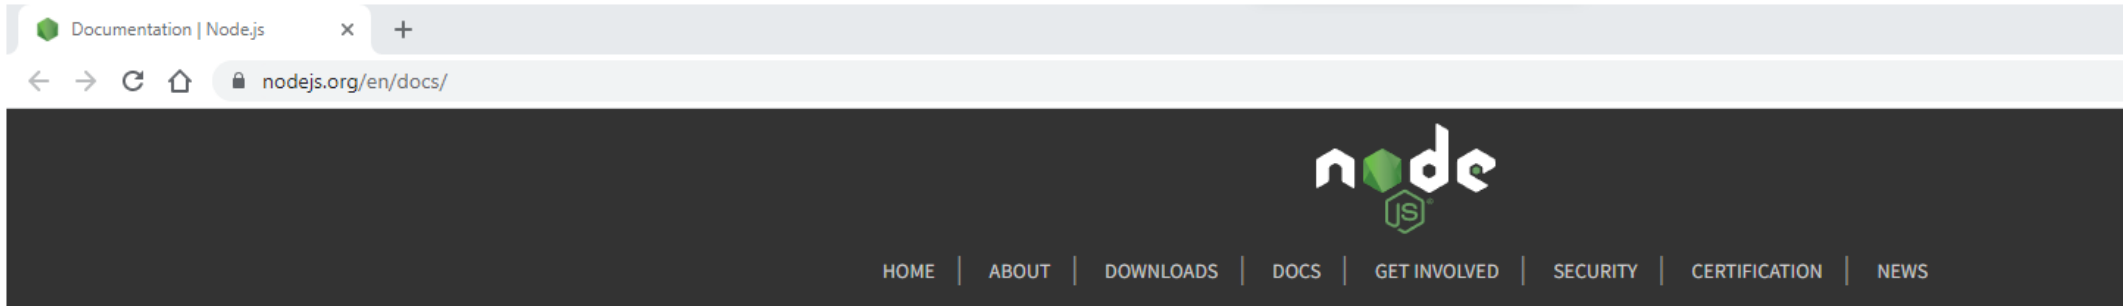 Documentation | Node.js
nodejs.org/en/docs/
node
JS®
HOME | ABOUT | DOWNLOADS | DOCS | GET INVOLVED | SECURITY | CERTIFICATION | NEWS